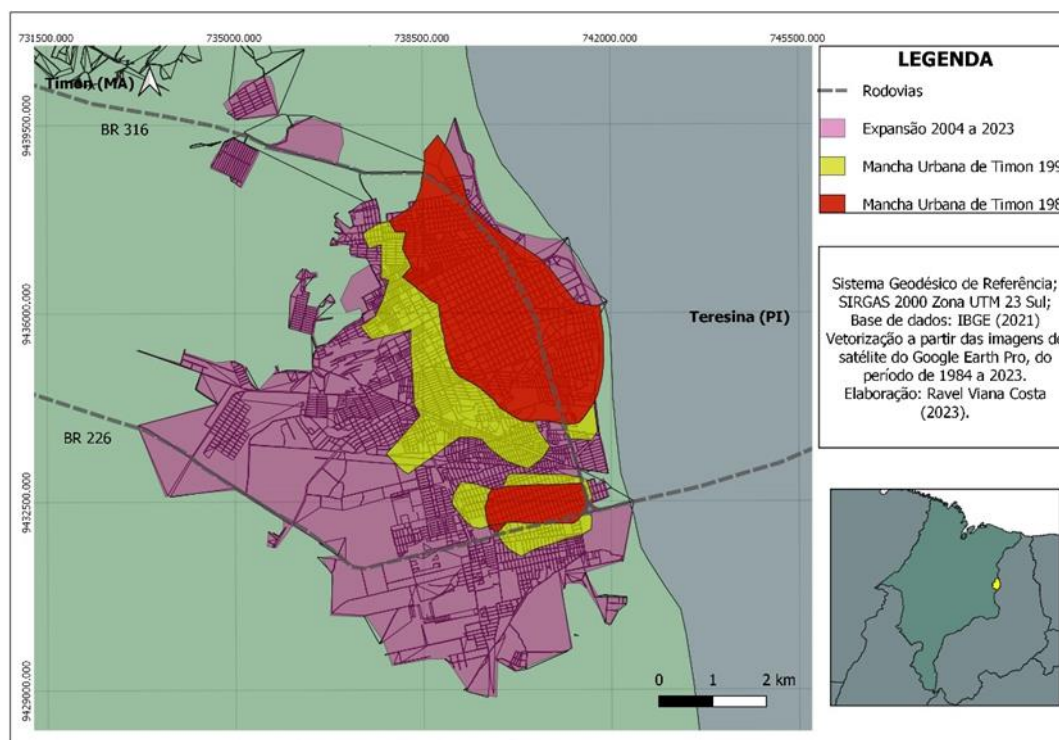 731500.000 735000.000 738500.000 742000.000 745500.000
Timon (MA)
BR 316
9439500.000
9436000.000
Teresina (PI)
BR 226
9432500.000
9429000.000
0 1 2 km
LEGENDA
Rodovias
Expansão 2004 a 2023
Mancha Urbana de Timon 199
Mancha Urbana de Timon 198
Sistema Geodésico de Referência;
SIRGAS 2000 Zona UTM 23 Sul;
Base de dados: IBGE (2021)
Vetorização a partir das imagens de
satélite do Google Earth Pro, do
período de 1984 a 2023.
Elaboração: Ravel Viana Costa
(2023).